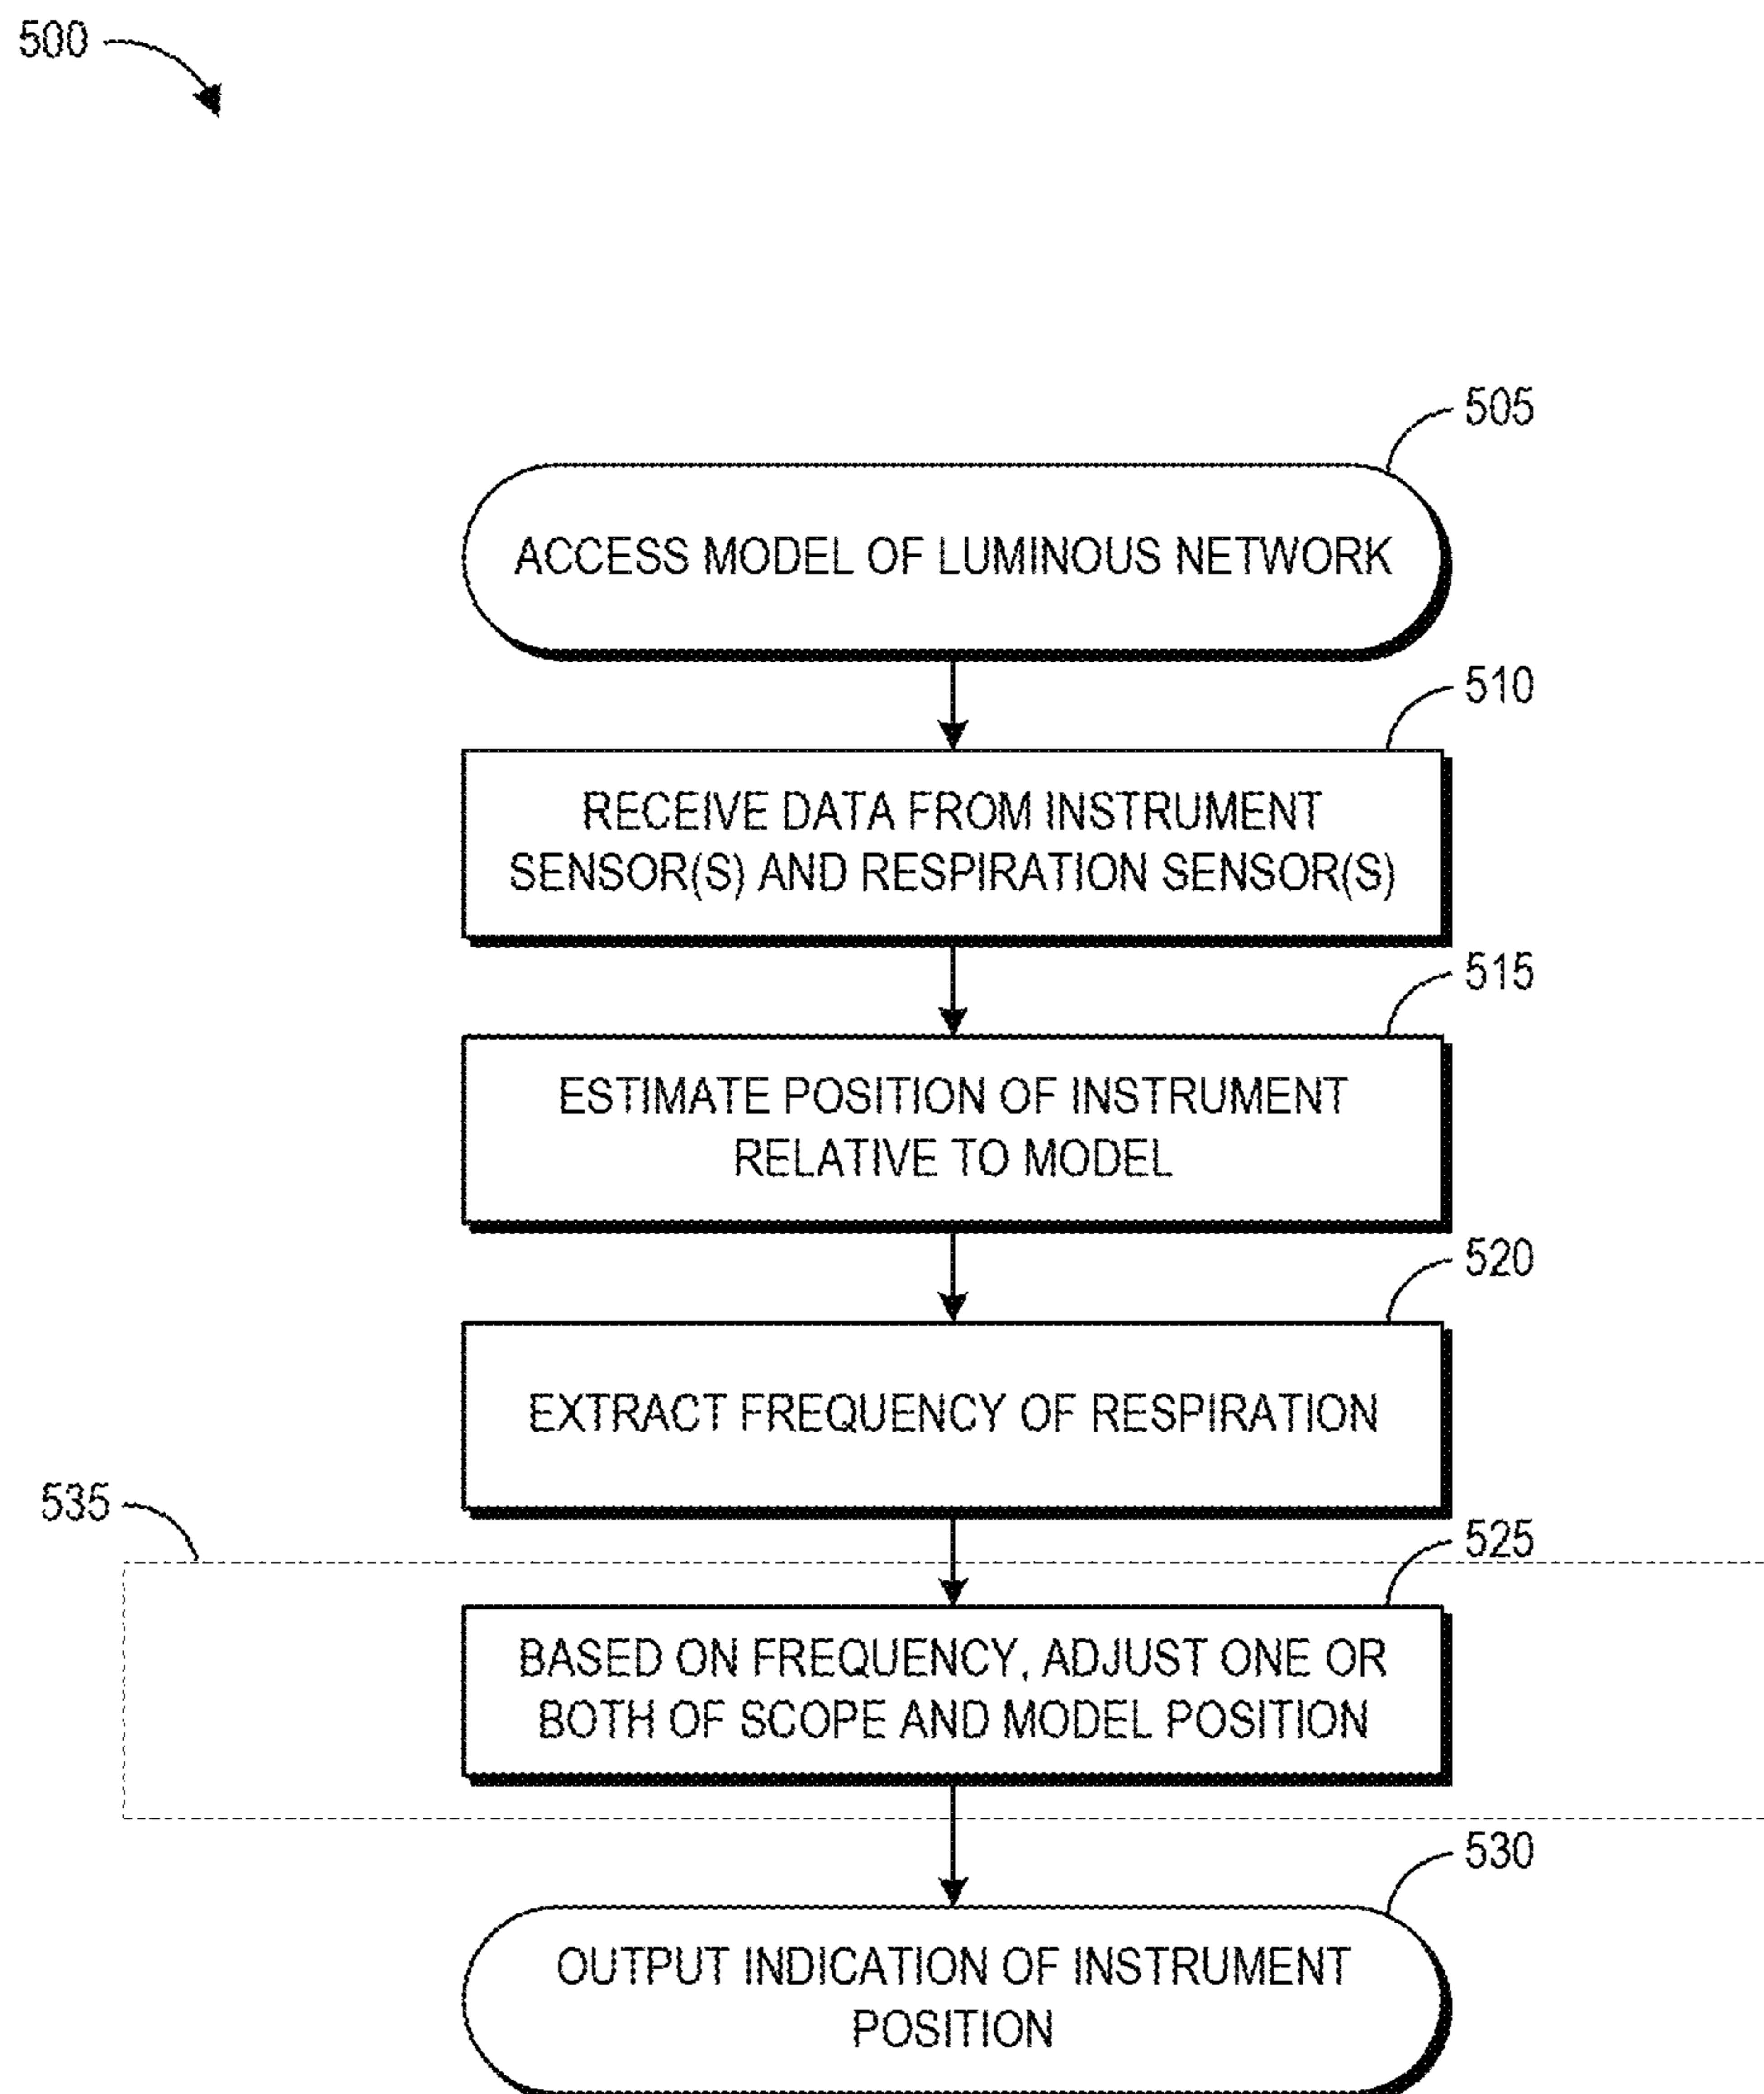 500
505
ACCESS MODEL OF LUMINOUS NETWORK
510
RECEIVE DATA FROM INSTRUMENT
SENSOR(S) AND RESPIRATION SENSOR(S)
515
ESTIMATE POSITION OF INSTRUMENT
RELATIVE TO MODEL
520
EXTRACT FREQUENCY OF RESPIRATION
535
525
BASED ON FREQUENCY, ADJUST ONE OR
BOTH OF SCOPE AND MODEL POSITION
530
OUTPUT INDICATION OF INSTRUMENT
POSITION